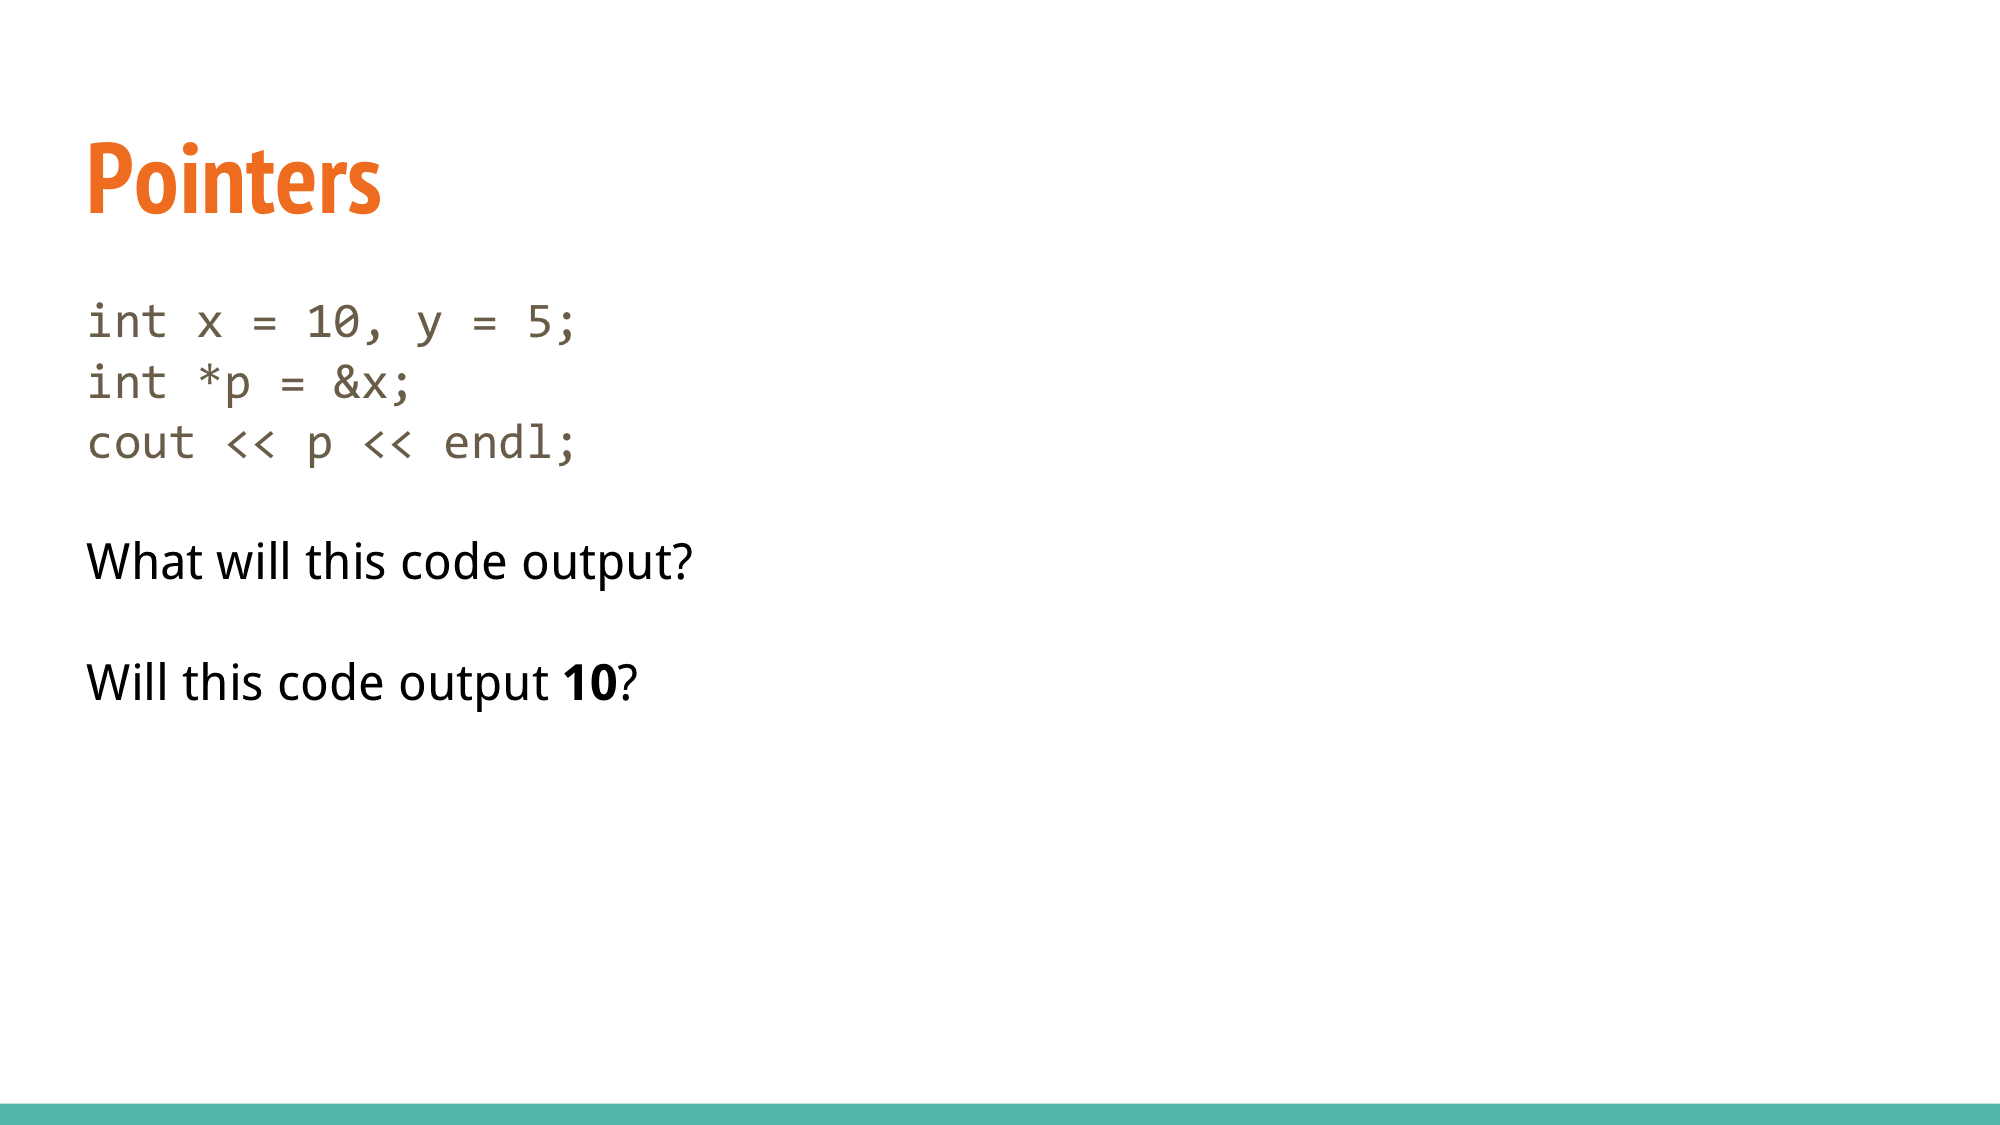 Pointers
int x = 10, y = 5;
int *p = &x;
cout << p << endl;
What will this code output?
Will this code output 10?